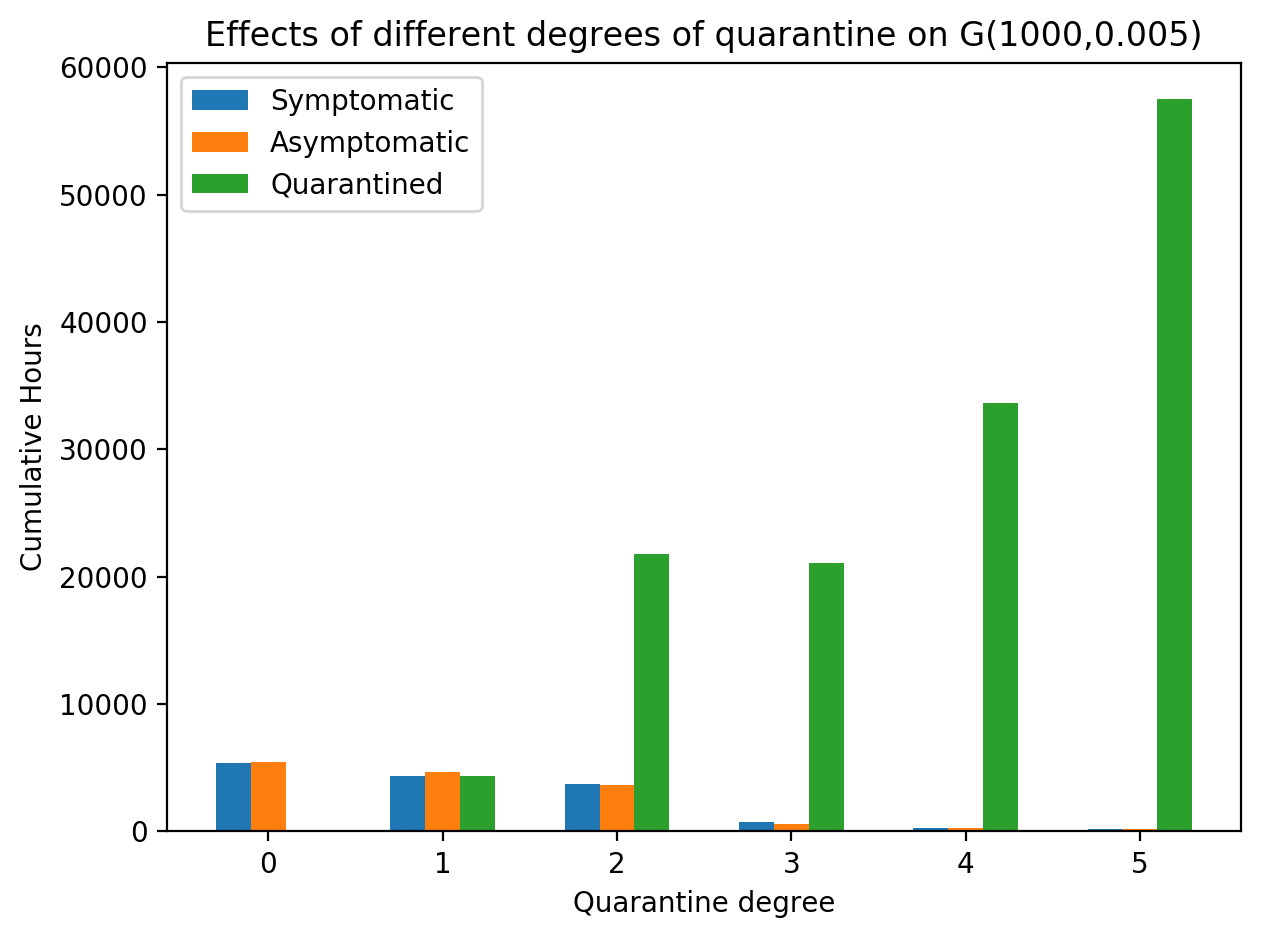 Effects of different degrees of quarantine on G(1000,0.005)
60000
50000
40000
30000
20000
10000
0
Cumulative Hours
Symptomatic
Asymptomatic
Quarantined
0 1 2 3 4 5
Quarantine degree